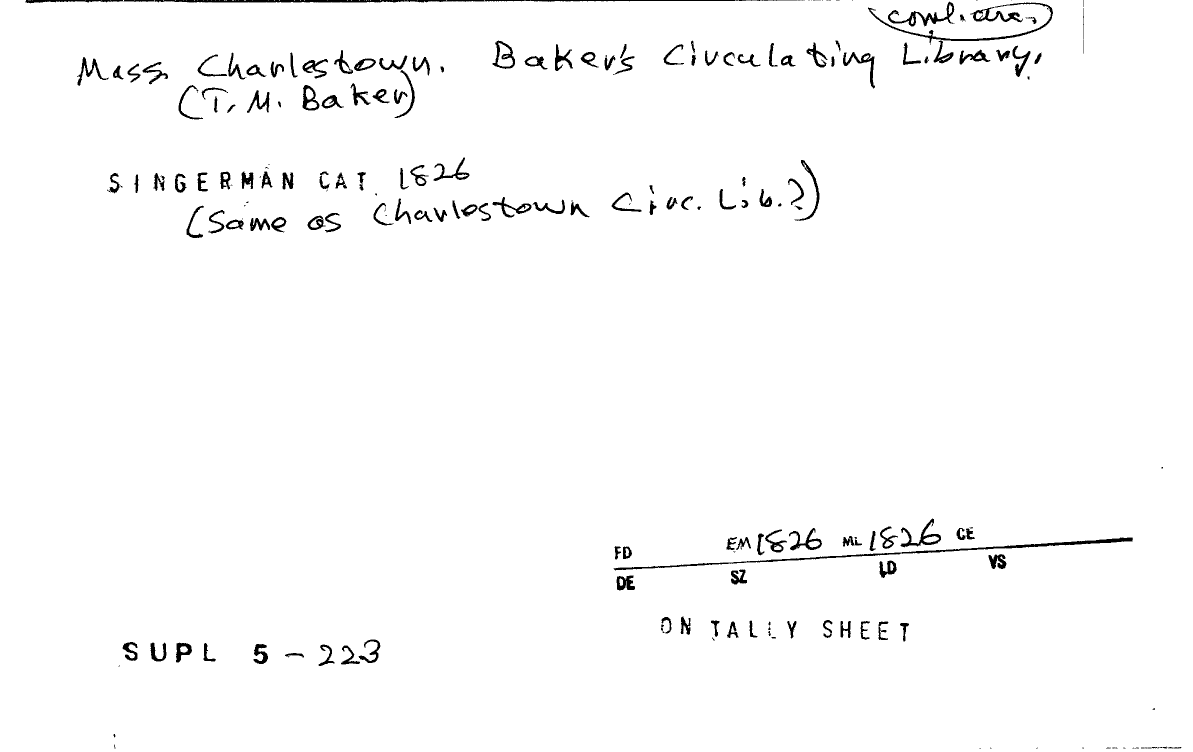 coml. circ.
Mass. Charlestown. Baker's Circulating Library.
(T. M. Baker)
SINGERMAN CAT. 1826
(Same as Charlestown Circ. Lib.?)
FD EM 1826 ML 1826 CE
DE SZ LD VS
ON TALLY SHEET
SUPL 5 - 223